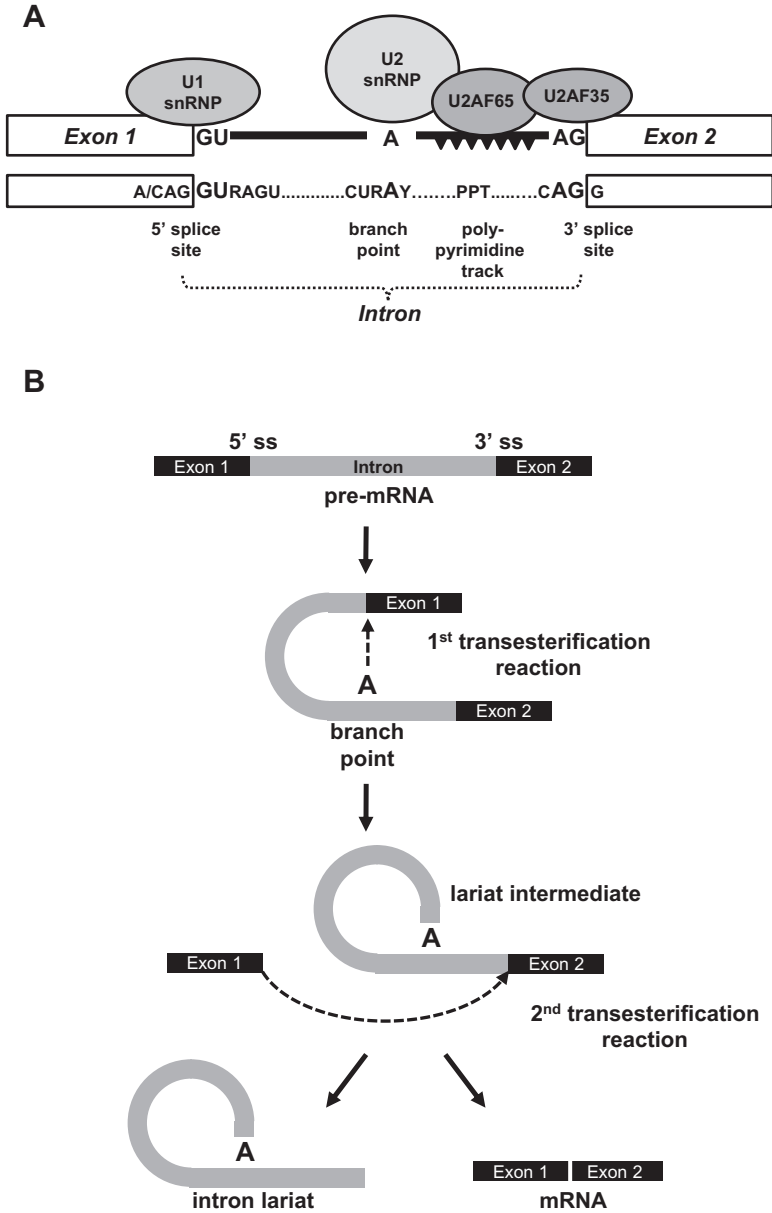 A
U1
snRNP
U2
snRNP
U2AF65
U2AF35
Exon 1
GU
A
AG
Exon 2
A/CAG GURAGU............CURAY........PPT.........CAG G
5' splice
site
branch
point
poly-
pyrimidine
track
3' splice
site
Intron
B
5' ss
3' ss
Exon 1
Intron
Exon 2
pre-mRNA
Exon 1
1st transesterification
reaction
A
Exon 2
branch
point
lariat intermediate
A
Exon 1
Exon 2
2nd transesterification
reaction
A
intron lariat
Exon 1
Exon 2
mRNA